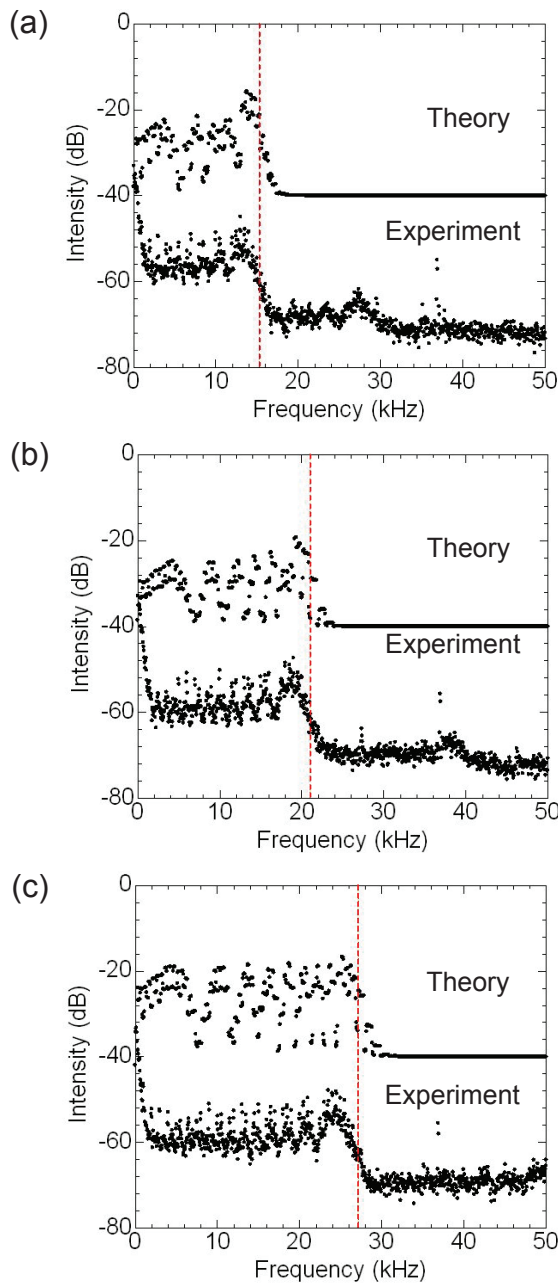 (a)
0
-20
-40
-60
-80
Intensity (dB)
Theory
Experiment
0 10 20 30 40 50
Frequency (kHz)
(b)
0
-20
-40
-60
-80
Intensity (dB)
Theory
Experiment
0 10 20 30 40 50
Frequency (kHz)
(c)
0
-20
-40
-60
-80
Intensity (dB)
Theory
Experiment
0 10 20 30 40 50
Frequency (kHz)